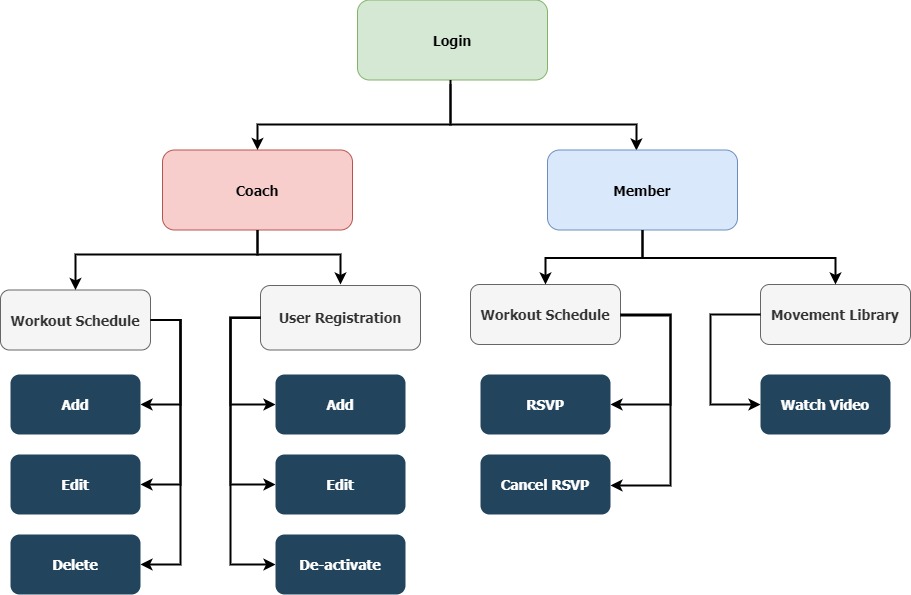 Login
Coach
Member
Workout Schedule
User Registration
Workout Schedule
Movement Library
Add
Add
RSVP
Watch Video
Edit
Edit
Cancel RSVP
Delete
De-activate